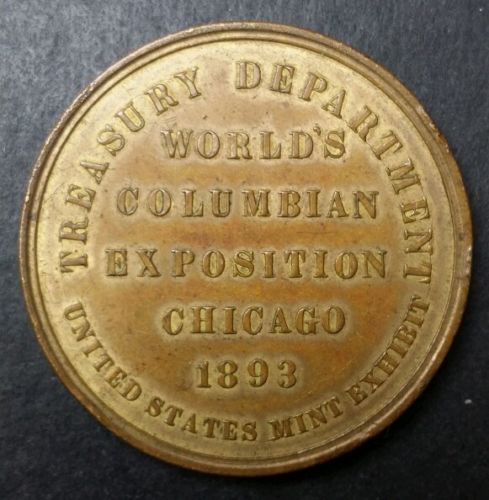 TREASURY DEPARTMENT
WORLD'S
COLUMBIAN
EXPOSITION
CHICAGO
1893
UNITED STATES MINT EXHIBIT